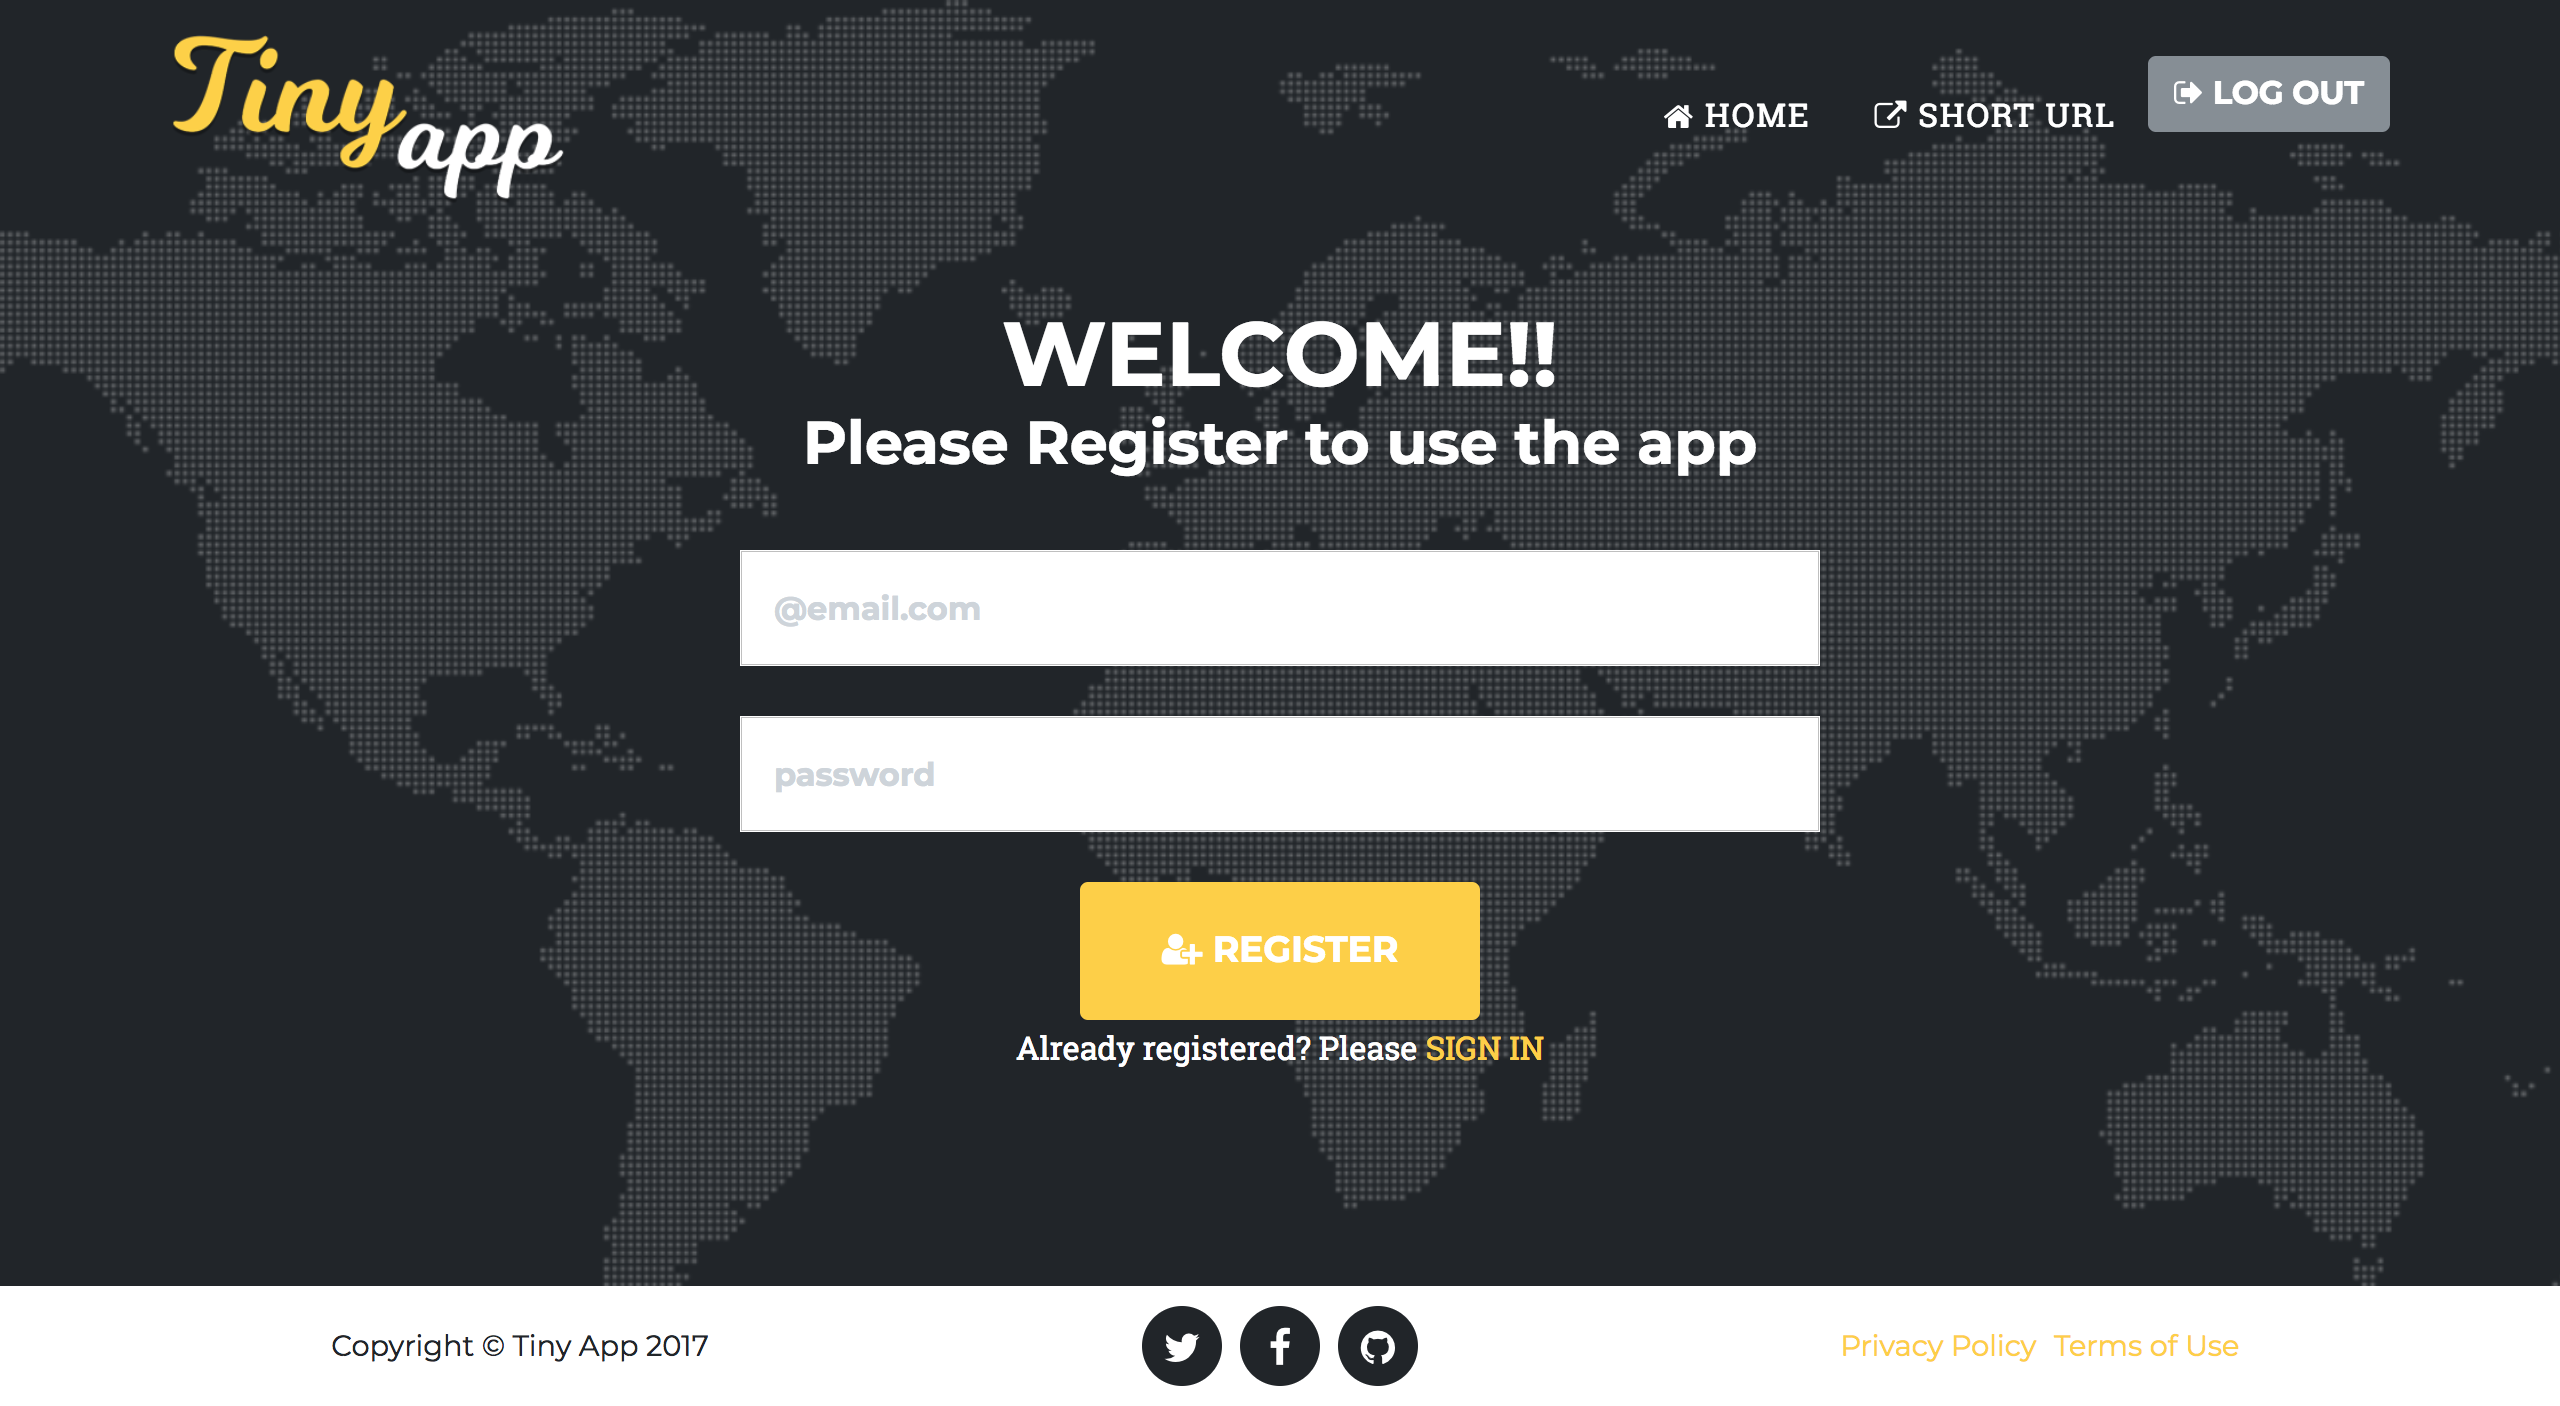 Tiny app
HOME
SHORT URL
LOG OUT
WELCOME!!
Please Register to use the app
@email.com
password
REGISTER
Already registered? Please SIGN IN
Copyright © Tiny App 2017
Privacy Policy
Terms of Use